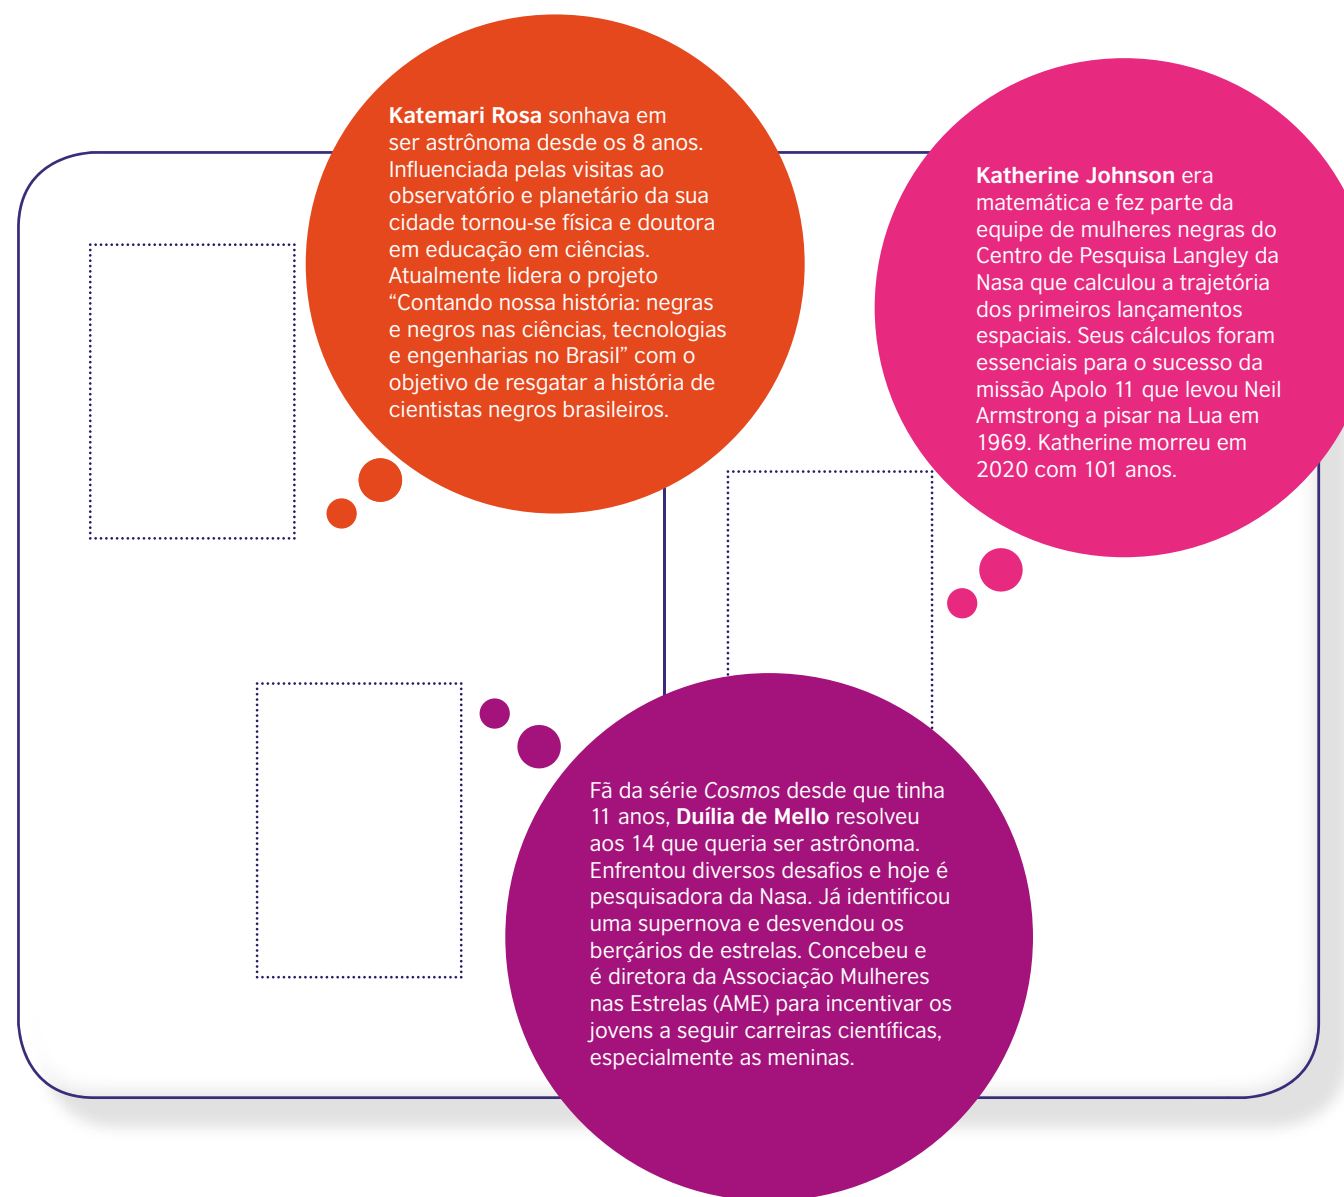 Katemari Rosa sonhava em
ser astrônoma desde os 8 anos.
Influenciada pelas visitas ao
observatório e planetário da sua
cidade tornou-se física e doutora
em educação em ciências.
Atualmente lidera o projeto
“Contando nossa história: negras
e negros nas ciências, tecnologias
e engenharias no Brasil” com o
objetivo de resgatar a história de
cientistas negros brasileiros.
Katherine Johnson era
matemática e fez parte da
equipe de mulheres negras do
Centro de Pesquisa Langley da
Nasa que calculou a trajetória
dos primeiros lançamentos
espaciais. Seus cálculos foram
essenciais para o sucesso da
missão Apolo 11 que levou Neil
Armstrong a pisar na Lua em
1969. Katherine morreu em
2020 com 101 anos.
Fã da série Cosmos desde que tinha
11 anos, Duília de Mello resolveu
aos 14 que queria ser astrônoma.
Enfrentou diversos desafios e hoje é
pesquisadora da Nasa. Já identificou
uma supernova e desvendou os
berçários de estrelas. Concebeu e
é diretora da Associação Mulheres
nas Estrelas (AME) para incentivar os
jovens a seguir carreiras científicas,
especialmente as meninas.